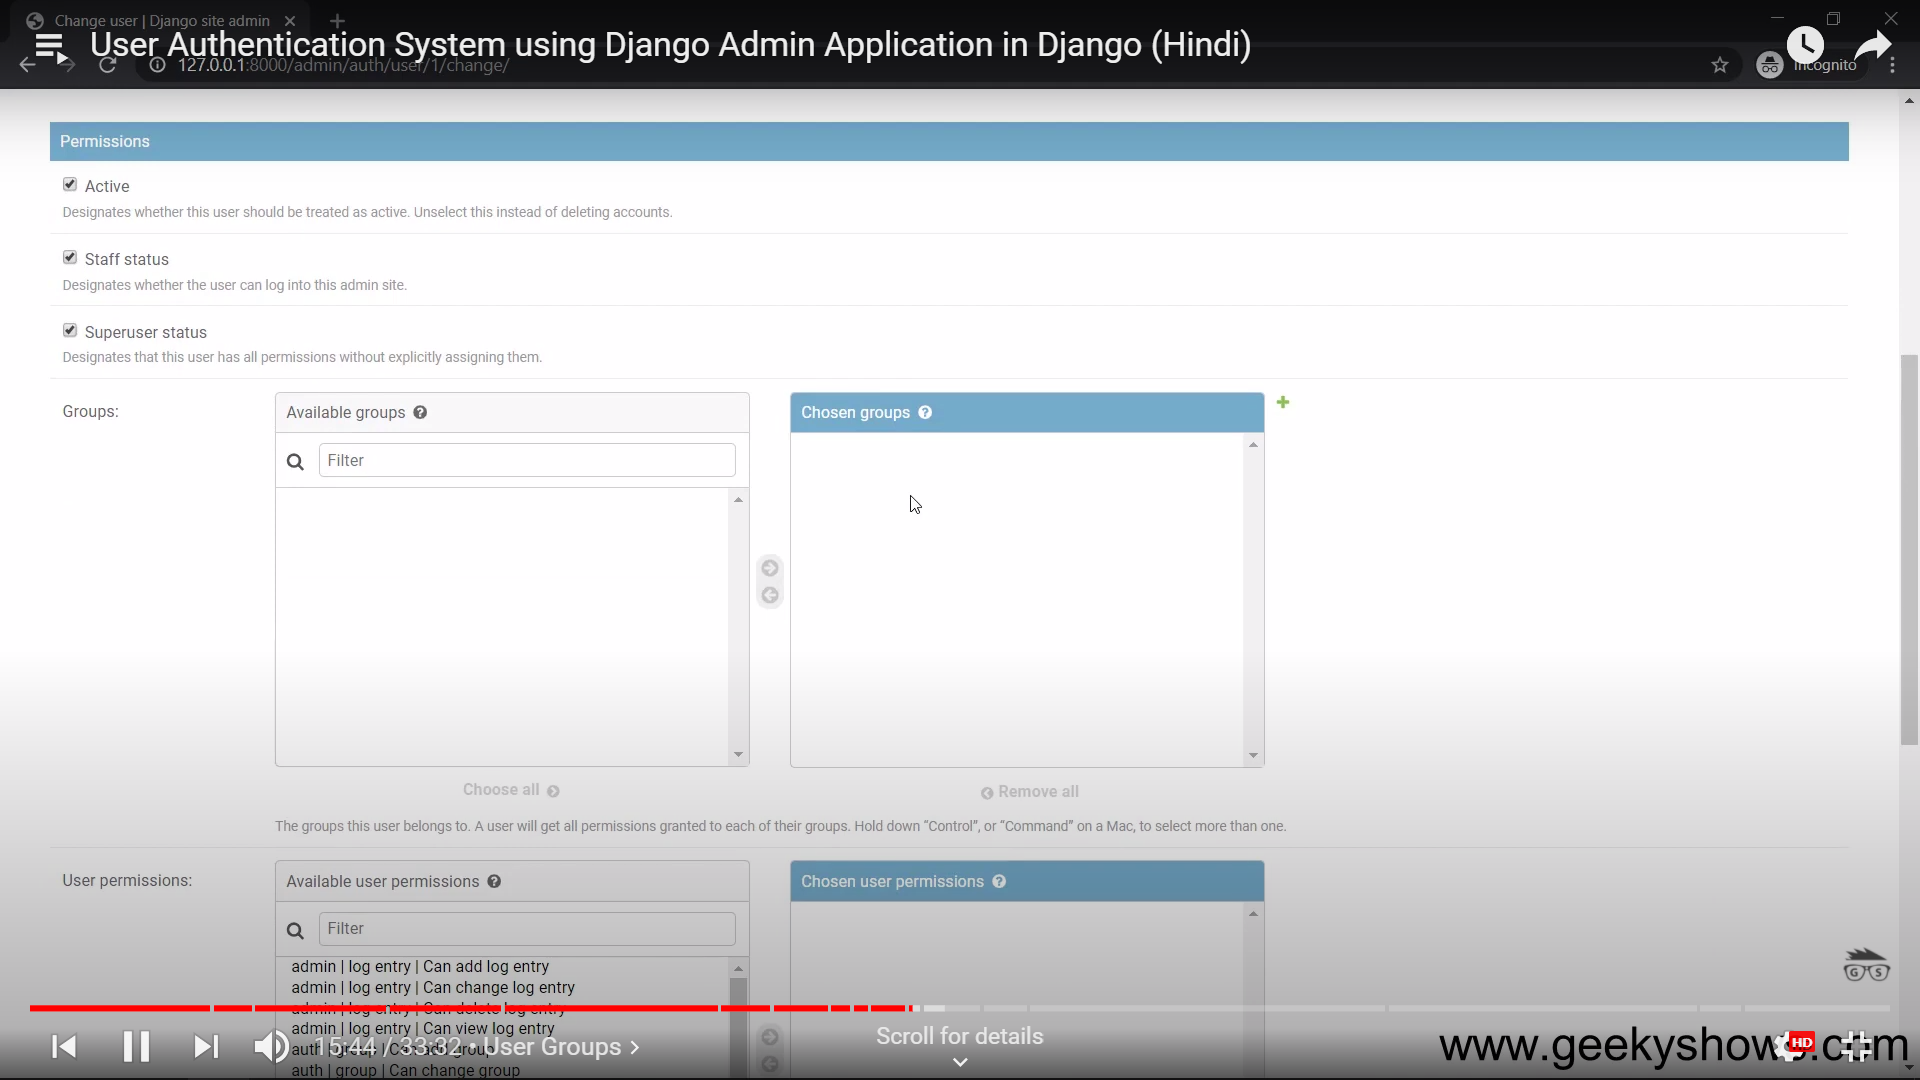 Change user | Django site admin
User Authentication System using Django Admin Application in Django (Hindi)
127.0.0.1:8000/admin/auth/user/1/change/
Incognito
Permissions
Active
Designates whether this user should be treated as active. Unselect this instead of deleting accounts.
Staff status
Designates whether the user can log into this admin site.
Superuser status
Designates that this user has all permissions without explicitly assigning them.
Groups:
Available groups
Chosen groups
Filter
Choose all
Remove all
The groups this user belongs to. A user will get all permissions granted to each of their groups. Hold down “Control”, or “Command” on a Mac, to select more than one.
User permissions:
Available user permissions
Chosen user permissions
Filter
admin | log entry | Can add log entry
admin | log entry | Can change log entry
admin | log entry | Can delete log entry
admin | log entry | Can view log entry
auth | group | Can add group
auth | group | Can change group
G S
15:44 / 33:32 • User Groups
Scroll for details
HD
www.geekyshows.com